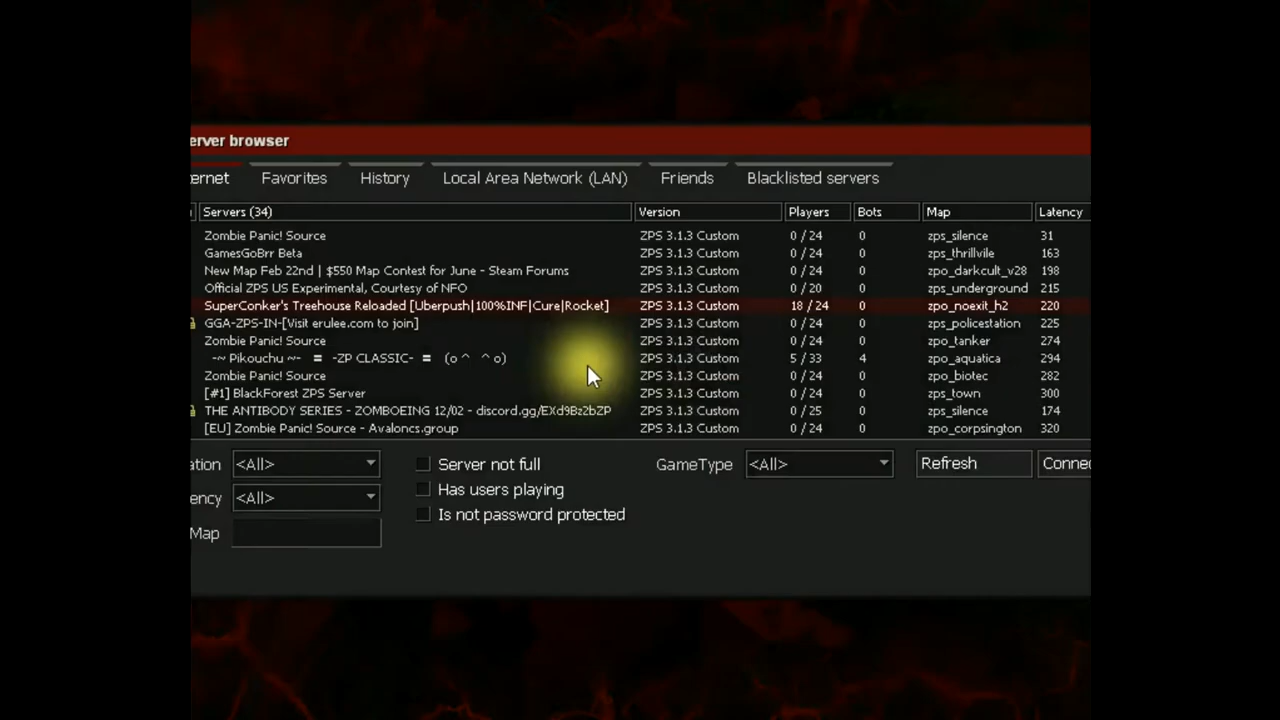 erver browser
ernet Favorites History Local Area Network (LAN) Friends Blacklisted servers
Servers (34) Version Players Bots Map Latency
Zombie Panic! Source ZPS 3.1.3 Custom 0 / 24 0 zps_silence 31
GamesGoBrr Beta ZPS 3.1.3 Custom 0 / 24 0 zps_thrillvile 163
New Map Feb 22nd | $550 Map Contest for June - Steam Forums ZPS 3.1.3 Custom 0 / 24 0 zpo_darkcult_v28 198
Official ZPS US Experimental, Courtesy of NFO ZPS 3.1.3 Custom 0 / 20 0 zps_underground 215
SuperConker's Treehouse Reloaded [Uberpush|100%INF|Cure|Rocket] ZPS 3.1.3 Custom 18 / 24 0 zpo_noexit_h2 220
GGA-ZPS-IN-[Visit erulee.com to join] ZPS 3.1.3 Custom 0 / 24 0 zps_policestation 225
Zombie Panic! Source ZPS 3.1.3 Custom 0 / 24 0 zpo_tanker 274
-~ Pikouchu ~- = -ZP CLASSIC- = (o ^ ^ o) ZPS 3.1.3 Custom 5 / 33 4 zpo_aquatica 294
Zombie Panic! Source ZPS 3.1.3 Custom 0 / 24 0 zpo_biotec 282
[#1] BlackForest ZPS Server ZPS 3.1.3 Custom 0 / 24 0 zps_town 300
THE ANTIBODY SERIES - ZOMBOEING 12/02 - discord.gg/EXd9Bz2bZP ZPS 3.1.3 Custom 0 / 25 0 zps_silence 174
[EU] Zombie Panic! Source - Avaloncs.group ZPS 3.1.3 Custom 0 / 24 0 zpo_corpsington 320
ation <All> Server not full GameType <All> Refresh Connec
ency <All> Has users playing
Is not password protected
Map